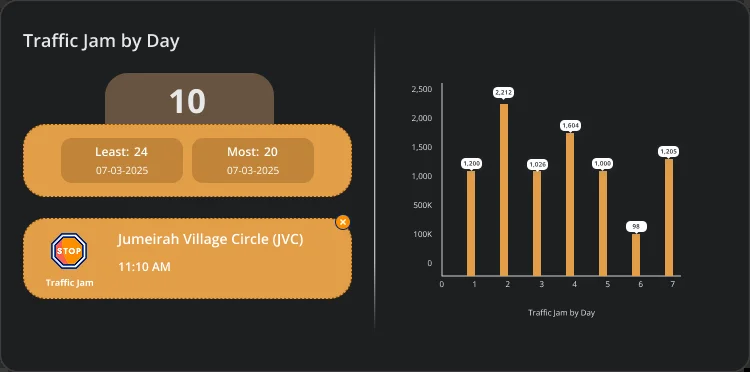 Traffic Jam by Day
10
Least: 24
07-03-2025
Most: 20
07-03-2025
STOP
Traffic Jam
Jumeirah Village Circle (JVC)
11:10 AM
2,500
2,000
1,500
1,000
500K
100K
0
1,200
2,212
1,026
1,604
1,000
98
1,205
0 1 2 3 4 5 6 7
Traffic Jam by Day